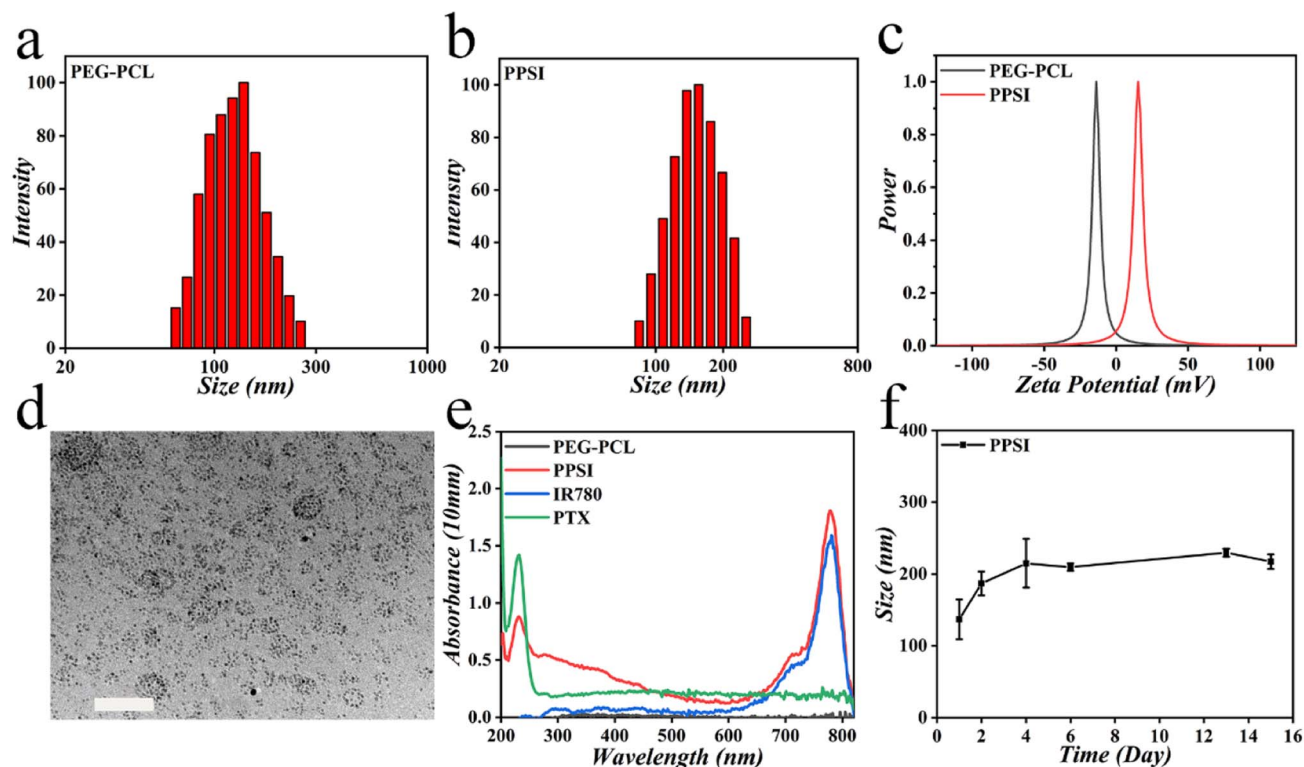 a
PEG-PCL
100
80
60
40
20
0
Intensity
20
100
300
1000
Size (nm)
b
PPSI
100
80
60
40
20
0
Intensity
20
100
200
800
Size (nm)
c
PEG-PCL
PPSI
1.0
0.8
0.6
0.4
0.2
0.0
Power
-100
-50
0
50
100
Zeta Potential (mV)
d
e
PEG-PCL
PPSI
IR780
PTX
2.5
2.0
1.5
1.0
0.5
0.0
Absorbance (10mm)
200
300
400
500
600
700
800
Wavelength (nm)
f
PPSI
400
300
200
100
0
Size (nm)
0
2
4
6
8
10
12
14
16
Time (Day)